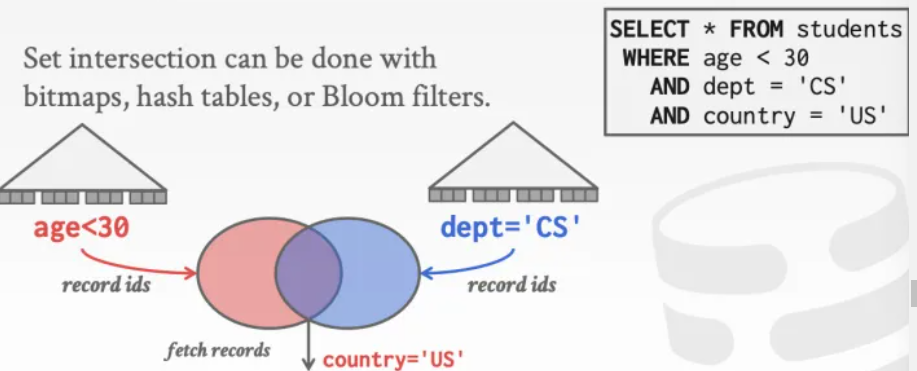 Set intersection can be done with
bitmaps, hash tables, or Bloom filters.
SELECT * FROM students
WHERE age < 30
AND dept = 'CS'
AND country = 'US'
age<30
dept='CS'
record ids
record ids
fetch records
country='US'